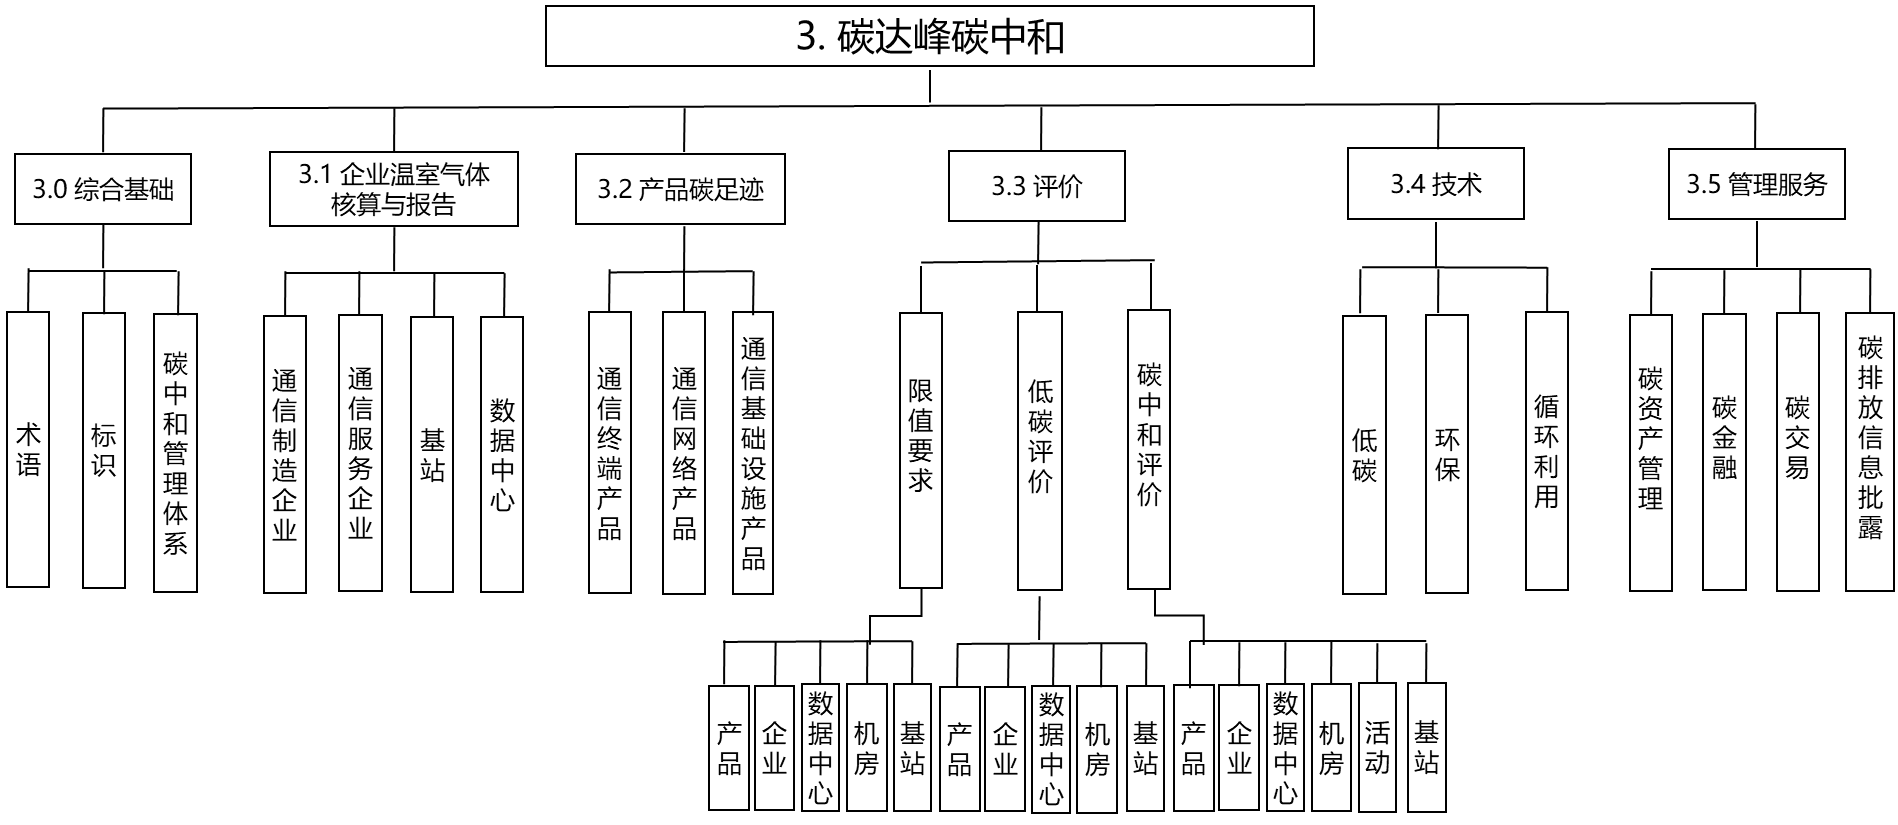 3. 碳达峰碳中和
3.0 综合基础
3.1 企业温室气体
核算与报告
3.2 产品碳足迹
3.3 评价
3.4 技术
3.5 管理服务
术语
标识
碳中和管理体系
通信制造企业
通信服务企业
基站
数据中心
通信终端产品
通信网络产品
通信基础设施产品
限值要求
低碳评价
碳中和评价
低碳
环保
循环利用
碳资产管理
碳金融
碳交易
碳排放信息批露
产品
企业
数据中心
机房
基站
产品
企业
数据中心
机房
基站
产品
企业
数据中心
机房
活动
基站